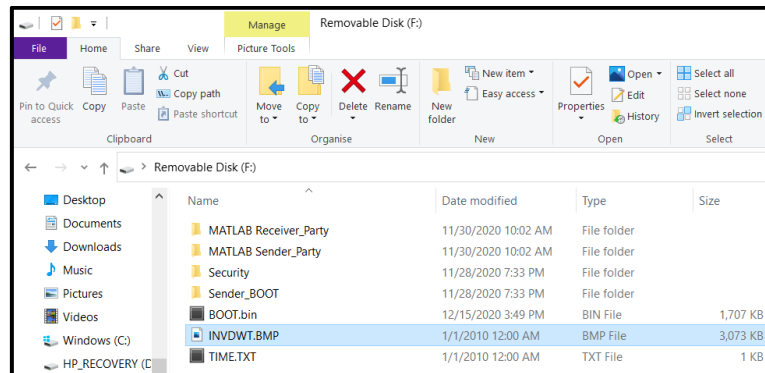 Manage Removable Disk (F:)
File Home Share View Picture Tools
Pin to Quick access
Copy
Paste
Cut
Copy path
Paste shortcut
Move to
Copy to
Delete
Rename
New folder
New item
Easy access
Properties
Open
Edit
History
Select all
Select none
Invert selection
Clipboard Organise New Open Select
Removable Disk (F:)
Desktop
Documents
Downloads
Music
Pictures
Videos
Windows (C:)
HP_RECOVERY (D
Name Date modified Type Size
MATLAB Receiver_Party 11/30/2020 10:02 AM File folder
MATLAB Sender_Party 11/30/2020 10:02 AM File folder
Security 11/28/2020 7:33 PM File folder
Sender_BOOT 11/28/2020 7:33 PM File folder
BOOT.bin 12/15/2020 3:49 PM BIN File 1,707 KB
INVDWT.BMP 1/1/2010 12:00 AM BMP File 3,073 KB
TIME.TXT 1/1/2010 12:00 AM TXT File 1 KB